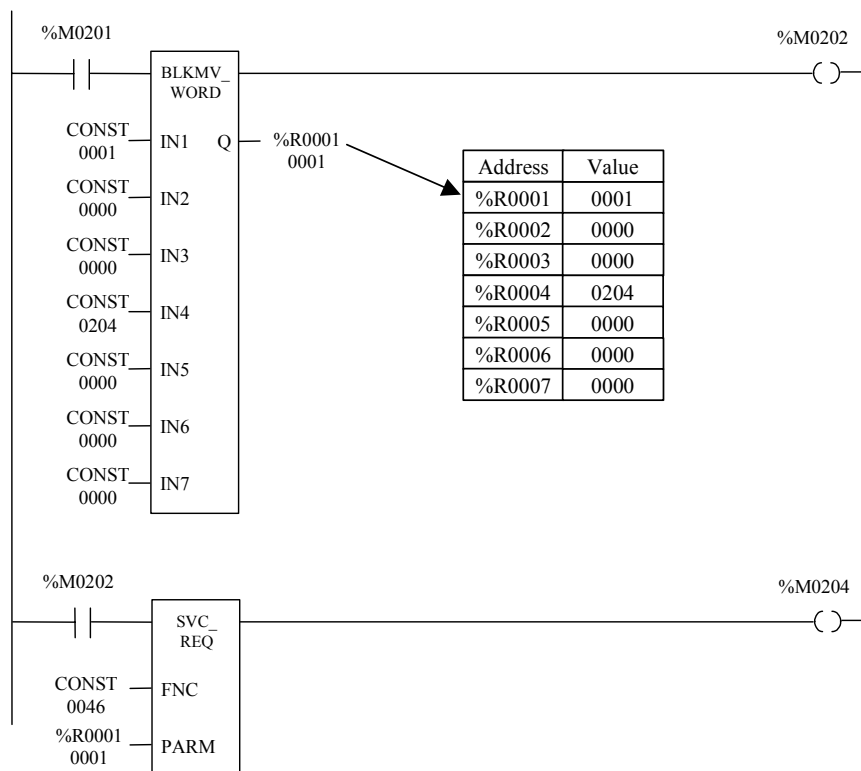 %M0201
%M0202
BLKMV_
WORD
CONST
0001
IN1
Q
%R0001
0001
CONST
0000
IN2
CONST
0000
IN3
CONST
0204
IN4
CONST
0000
IN5
CONST
0000
IN6
CONST
0000
IN7
Address Value
%R0001 0001
%R0002 0000
%R0003 0000
%R0004 0204
%R0005 0000
%R0006 0000
%R0007 0000
%M0202
%M0204
SVC_
REQ
CONST
0046
FNC
%R0001
0001
PARM